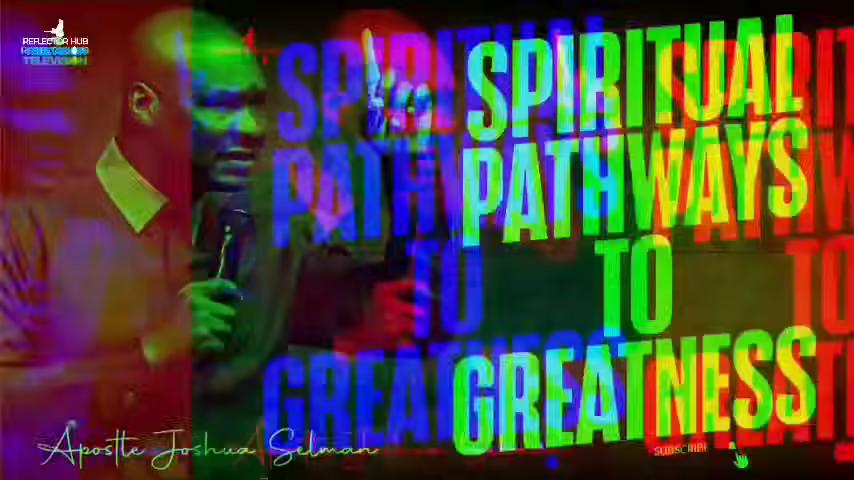 REFLECTOR HUB
TELEVISION
SPIRITUAL
PATHWAYS
TO
GREATNESS
Apostle Joshua Selman
SUBSCRIBE